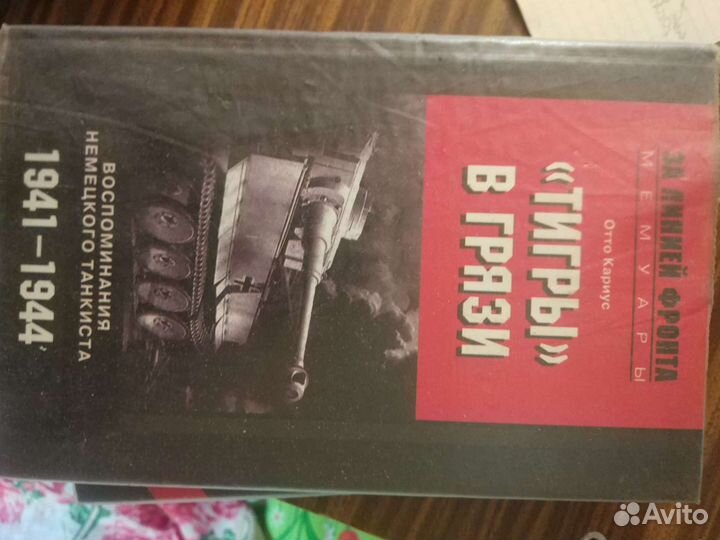 ЗА ЛИНИЕЙ ФРОНТА
МЕМУАРЫ
Отто Кариус
«ТИГРЫ»
В ГРЯЗИ
ВОСПОМИНАНИЯ
НЕМЕЦКОГО ТАНКИСТА
1941–1944
Avito